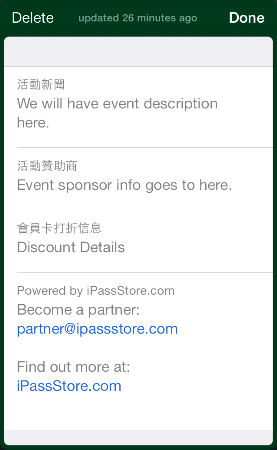 Delete updated 26 minutes ago Done
活動新聞
We will have event description
here.
活動贊助商
Event sponsor info goes to here.
會員卡打折信息
Discount Details
Powered by iPassStore.com
Become a partner:
partner@ipassstore.com
Find out more at:
iPassStore.com